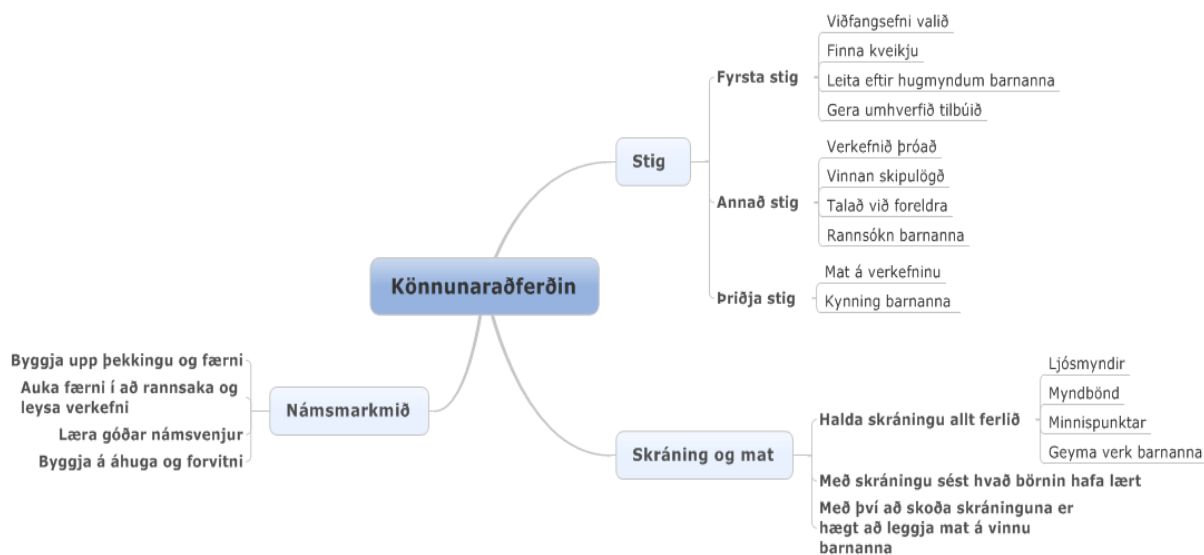 Könnunaraðferðin
Stig
Fyrsta stig
Viðfangsefni valið
Finna kveikju
Leita eftir hugmyndum barnanna
Gera umhverfið tilbúið
Annað stig
Verkefnið þróað
Vinnan skipulögð
Talað við foreldra
Rannsókn barnanna
Þriðja stig
Mat á verkefninu
Kynning barnanna
Skráning og mat
Halda skráningu allt ferlið
Ljósmyndir
Myndbönd
Minnispunktar
Geyma verk barnanna
Með skráningu sést hvað börnin hafa lært
Með því að skoða skráninguna er
hægt að leggja mat á vinnu
barnanna
Námsmarkmið
Byggja upp þekkingu og færni
Auka færni í að rannsaka og
leysa verkefni
Læra góðar námsvenjur
Byggja á áhuga og forvitni